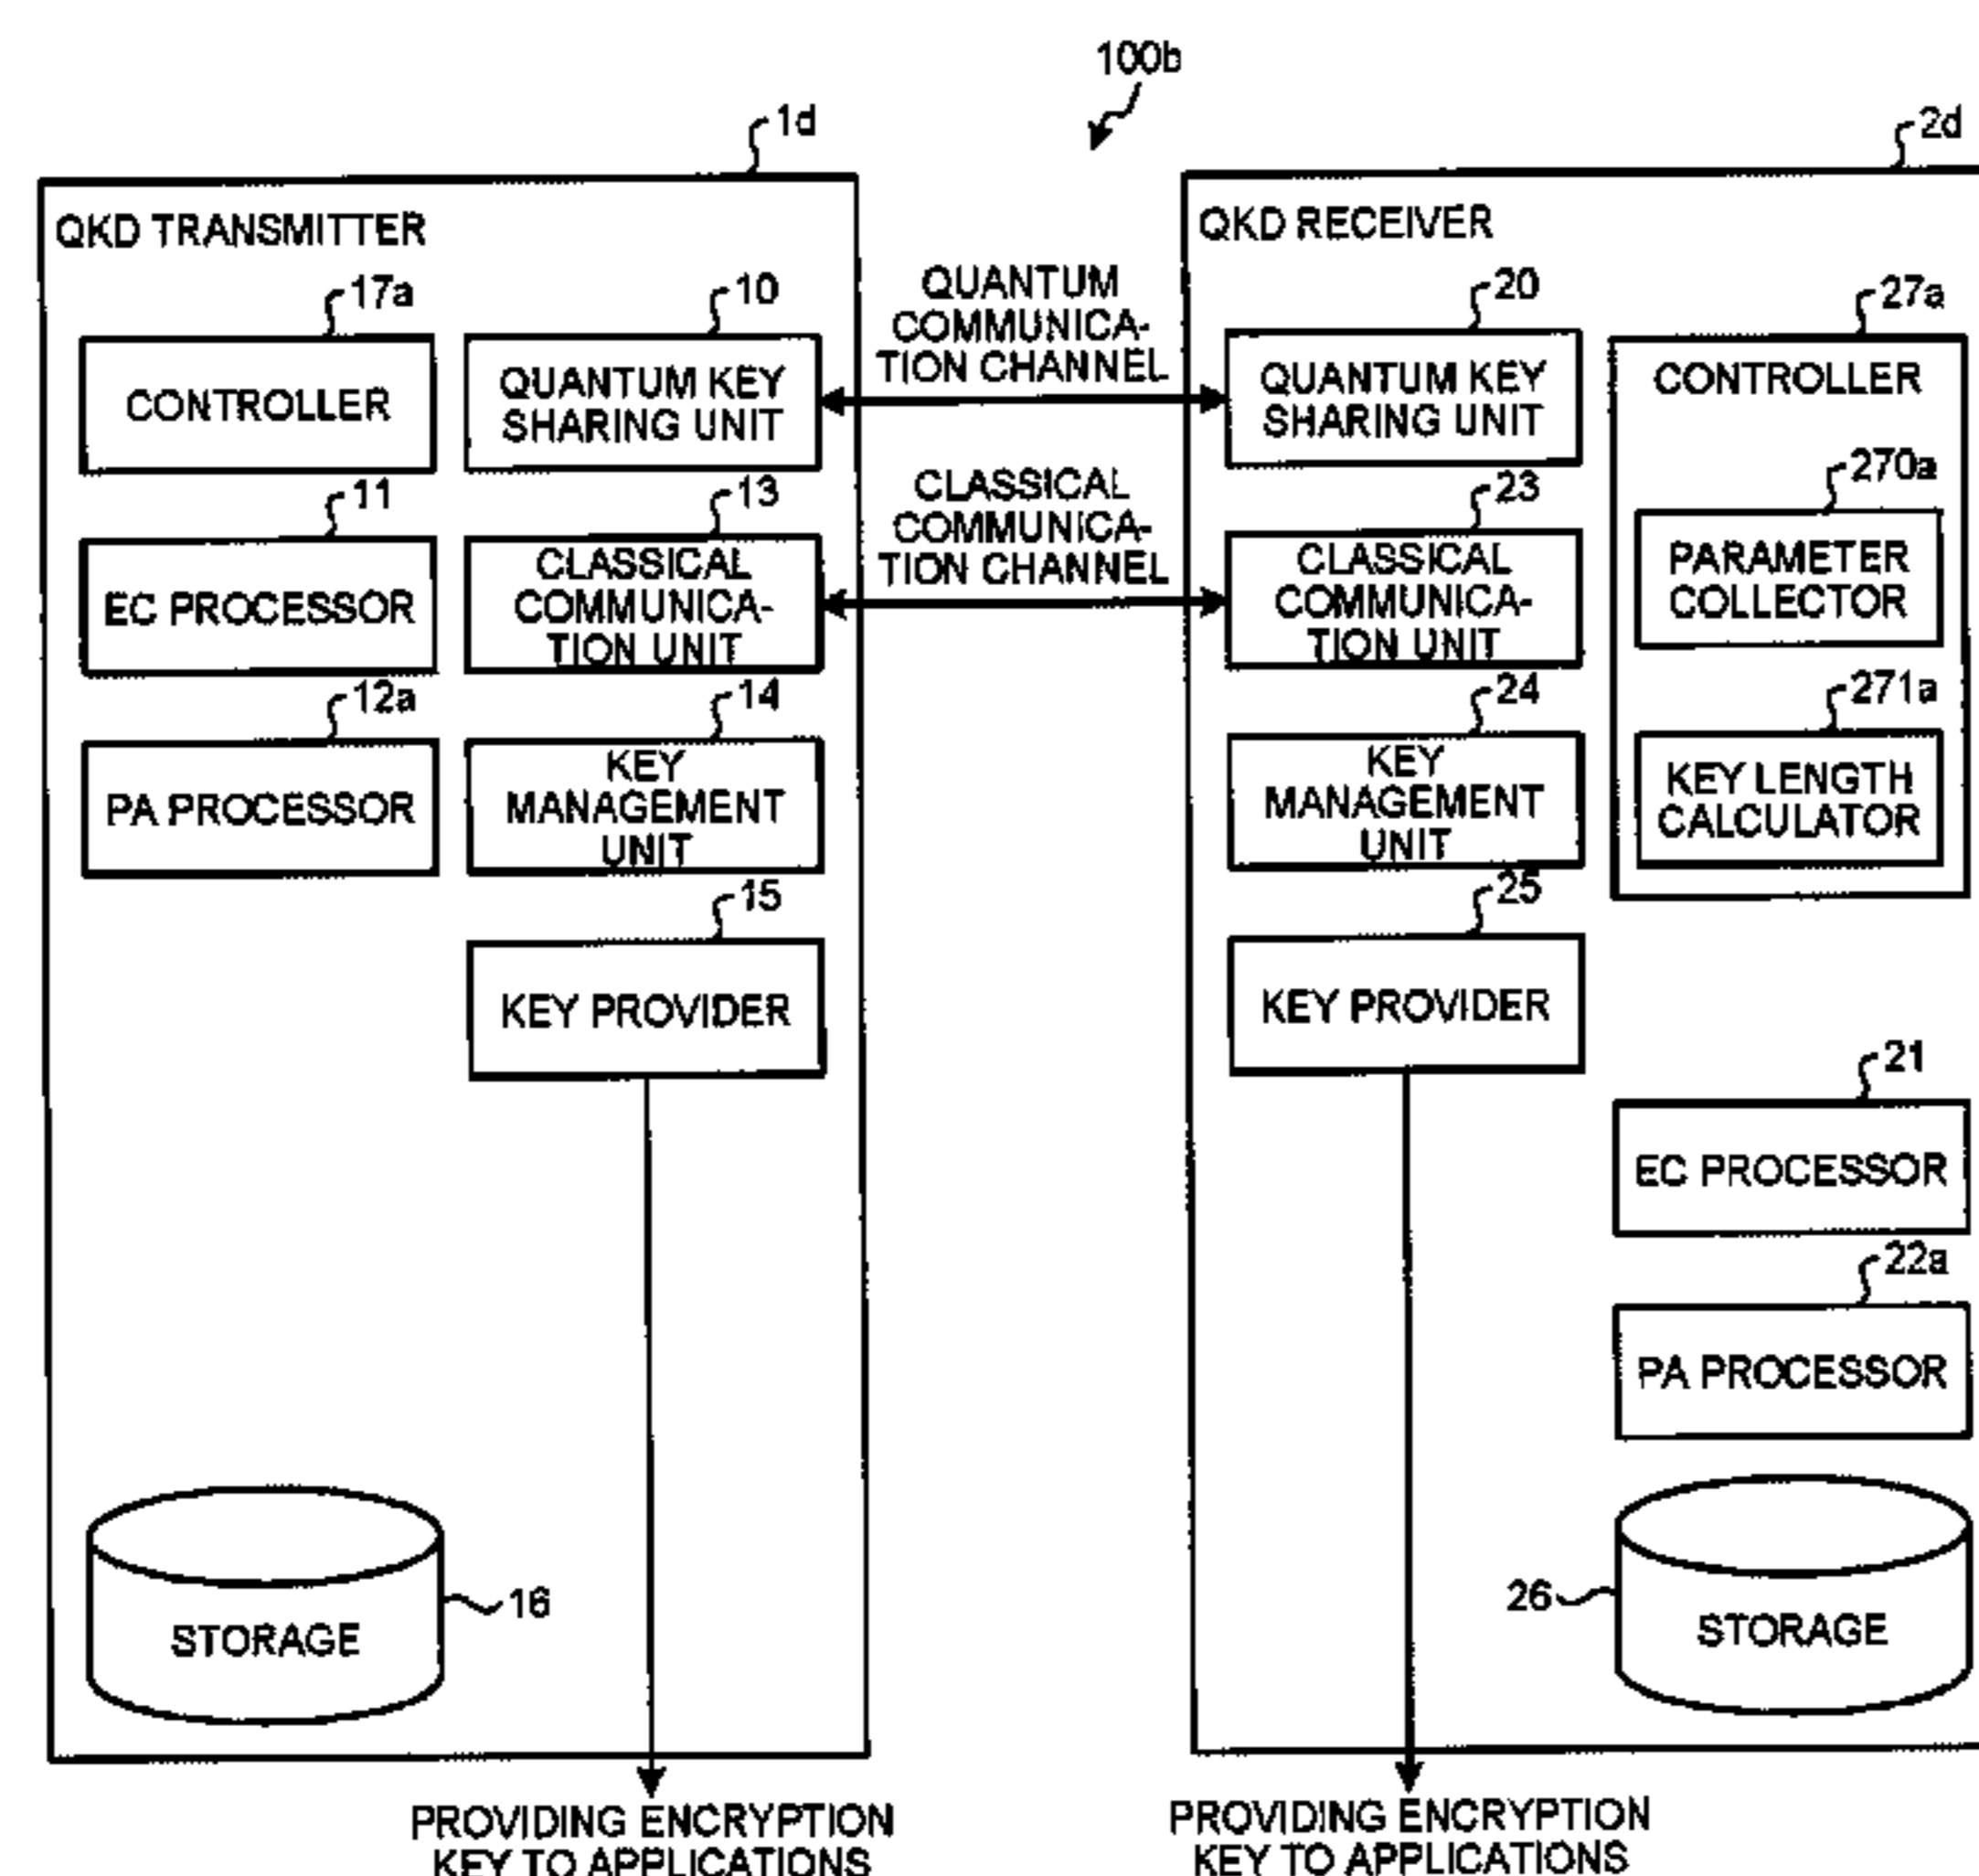 100b
1d
QKD TRANSMITTER
17a
CONTROLLER
10
QUANTUM KEY
SHARING UNIT
11
EC PROCESSOR
13
CLASSICAL
COMMUNICA-
TION UNIT
12a
PA PROCESSOR
14
KEY
MANAGEMENT
UNIT
15
KEY PROVIDER
16
STORAGE
PROVIDING ENCRYPTION
KEY TO APPLICATIONS
QUANTUM
COMMUNICA-
TION CHANNEL
CLASSICAL
COMMUNICA-
TION CHANNEL
2d
QKD RECEIVER
20
QUANTUM KEY
SHARING UNIT
27a
CONTROLLER
270a
PARAMETER
COLLECTOR
271a
KEY LENGTH
CALCULATOR
23
CLASSICAL
COMMUNICA-
TION UNIT
24
KEY
MANAGEMENT
UNIT
25
KEY PROVIDER
21
EC PROCESSOR
22a
PA PROCESSOR
26
STORAGE
PROVIDING ENCRYPTION
KEY TO APPLICATIONS